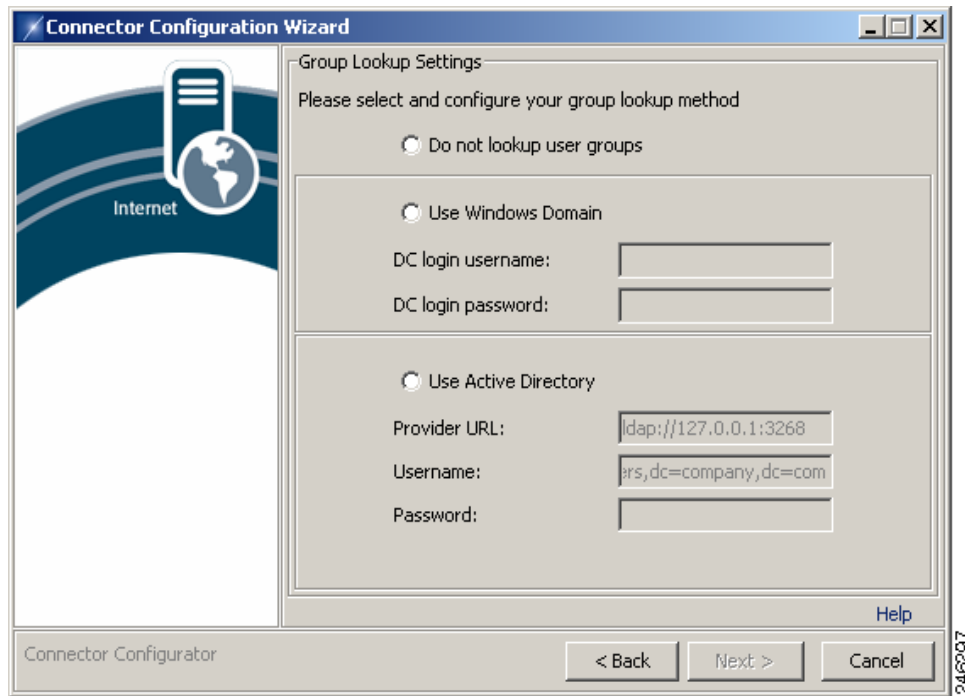 Connector Configuration Wizard
Internet
Group Lookup Settings
Please select and configure your group lookup method
Do not lookup user groups
Use Windows Domain
DC login username:
DC login password:
Use Active Directory
Provider URL: ldap://127.0.0.1:3268
Username: ers,dc=company,dc=com
Password:
Help
Connector Configurator
< Back Next > Cancel
246297